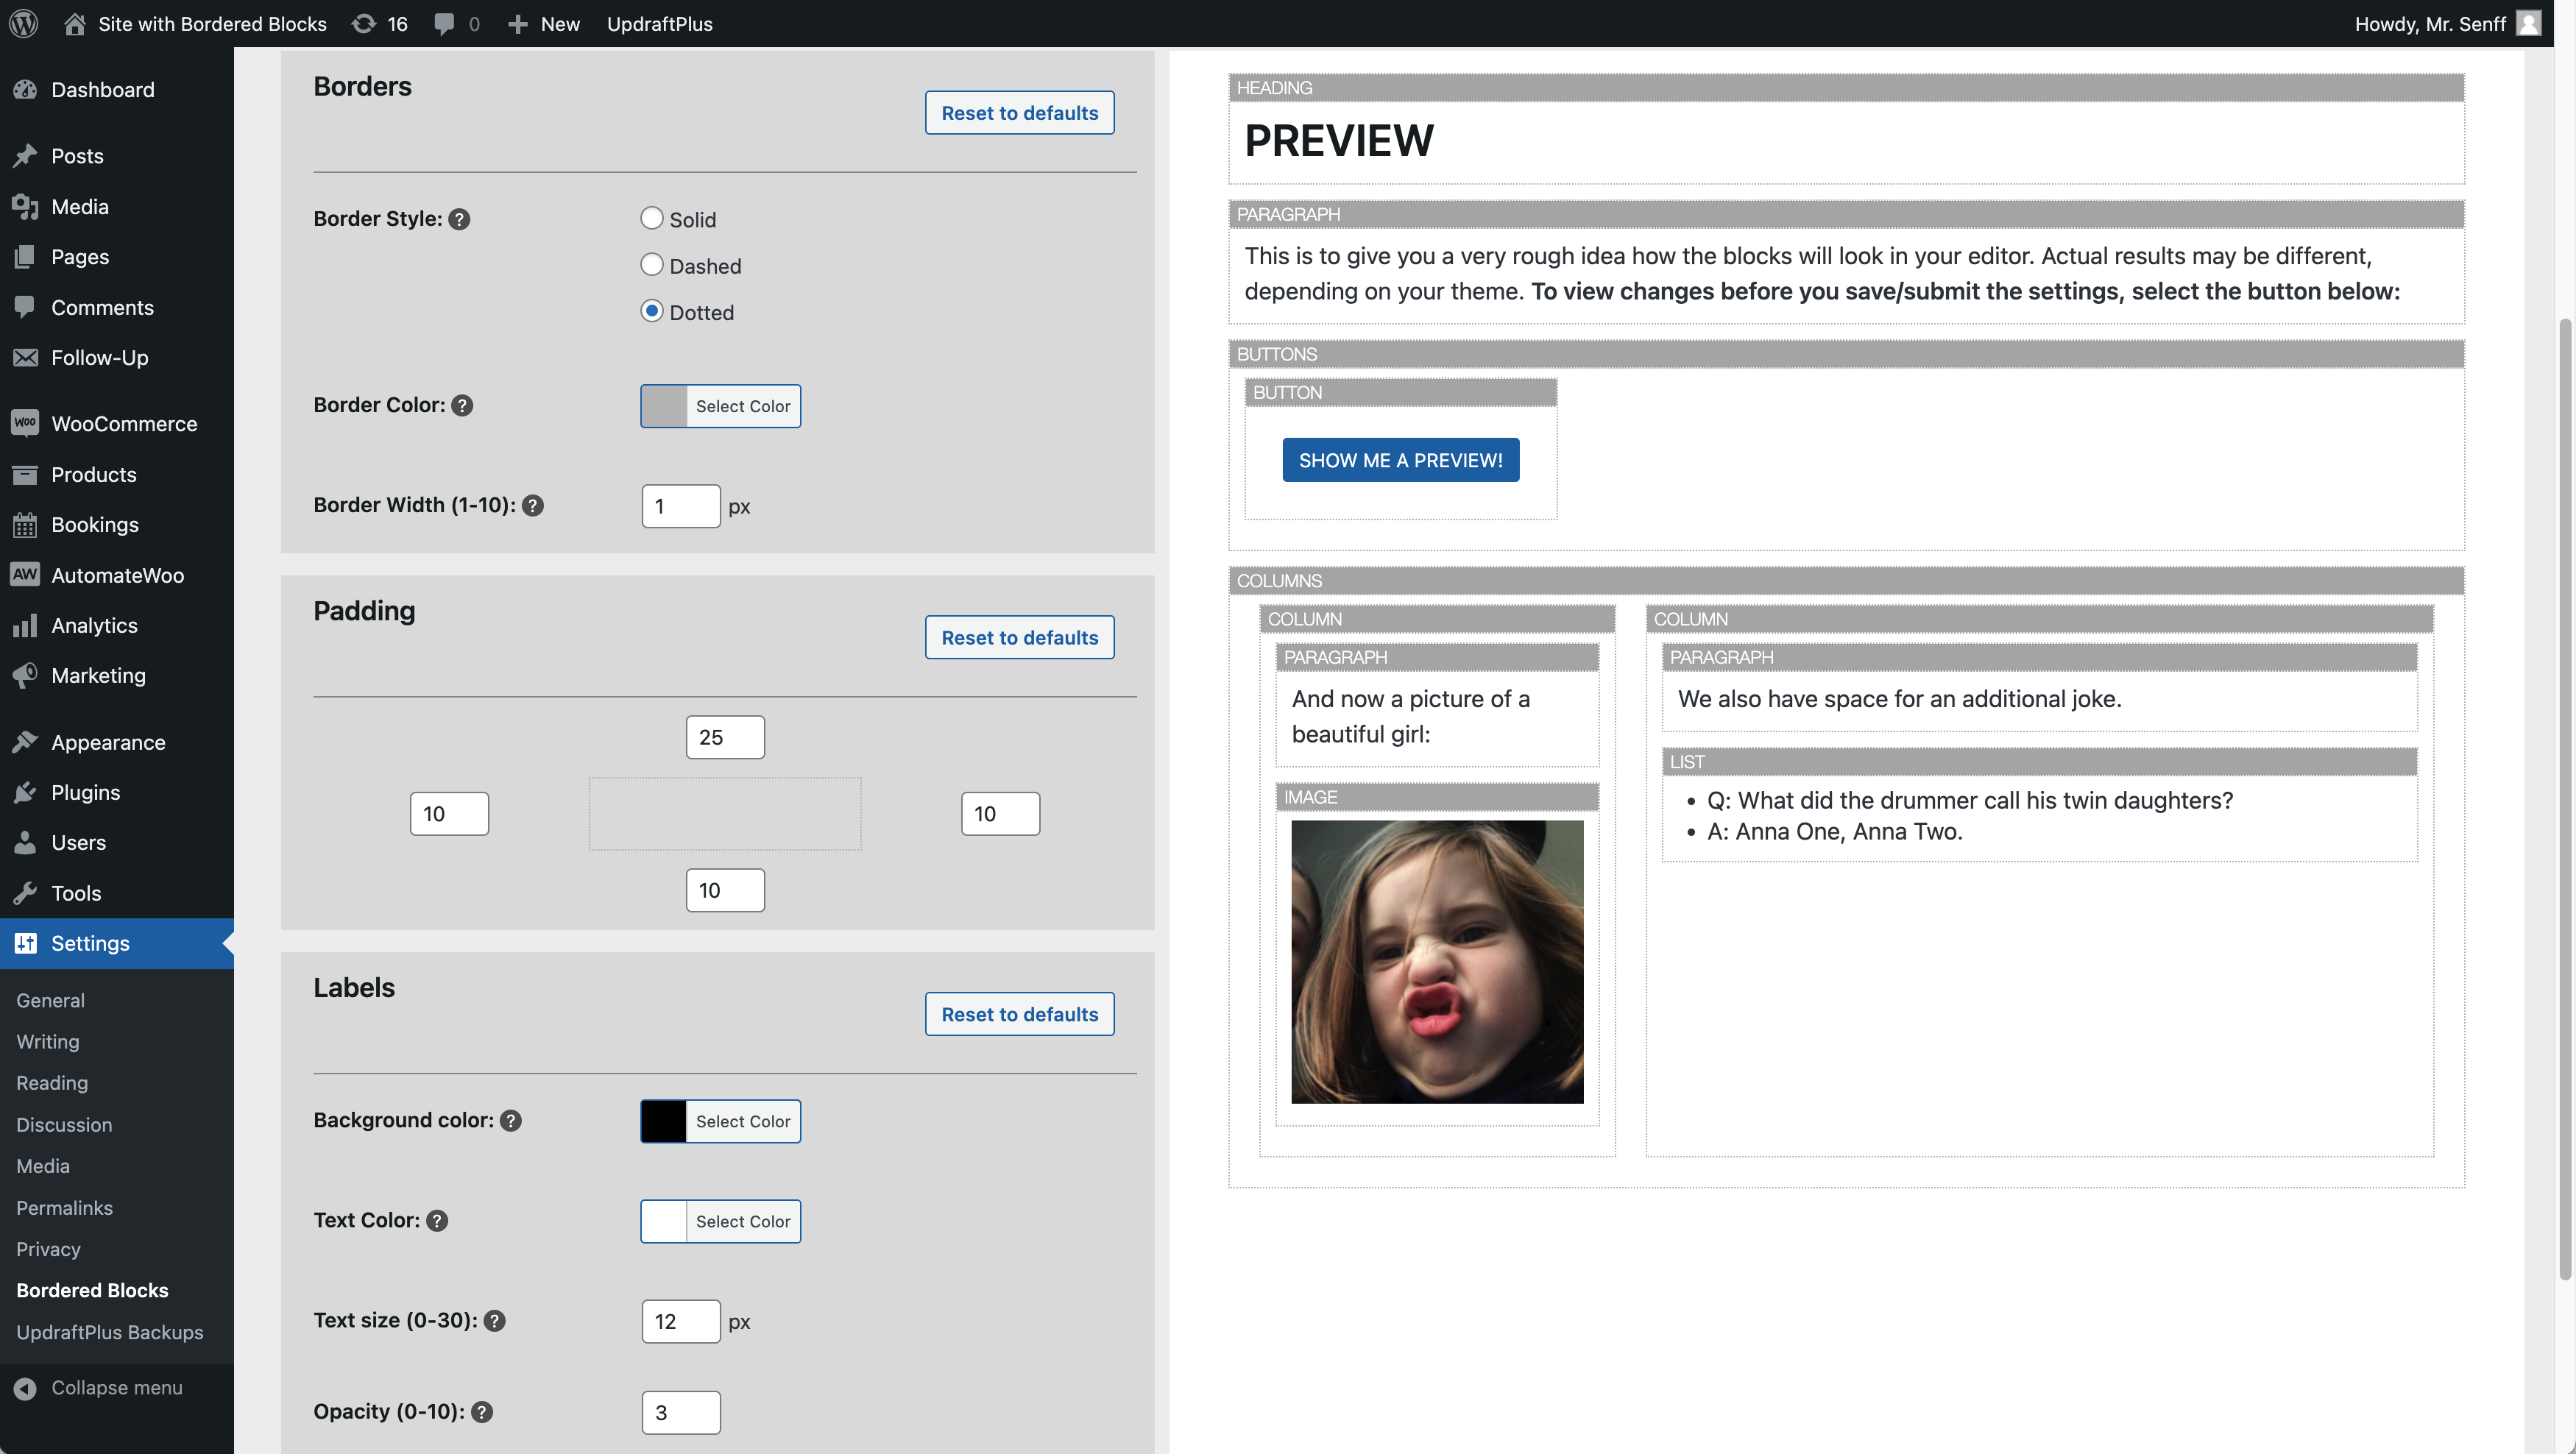 Site with Bordered Blocks 16 0 New UpdraftPlus Howdy, Mr. Senff
Dashboard
Posts
Media
Pages
Comments
Follow-Up
WOO WooCommerce
Products
Bookings
AW AutomateWoo
Analytics
Marketing
Appearance
Plugins
Users
Tools
Settings
General
Writing
Reading
Discussion
Media
Permalinks
Privacy
Bordered Blocks
UpdraftPlus Backups
Collapse menu
Borders
Reset to defaults
Border Style: ?
Solid
Dashed
Dotted
Border Color: ? Select Color
Border Width (1-10): ? 1 px
Padding
Reset to defaults
25
10 10
10
Labels
Reset to defaults
Background color: ? Select Color
Text Color: ? Select Color
Text size (0-30): ? 12 px
Opacity (0-10): ? 3
HEADING
PREVIEW
PARAGRAPH
This is to give you a very rough idea how the blocks will look in your editor. Actual results may be different,
depending on your theme. To view changes before you save/submit the settings, select the button below:
BUTTONS
BUTTON
SHOW ME A PREVIEW!
COLUMNS
COLUMN
PARAGRAPH
And now a picture of a
beautiful girl:
IMAGE
COLUMN
PARAGRAPH
We also have space for an additional joke.
LIST
• Q: What did the drummer call his twin daughters?
• A: Anna One, Anna Two.